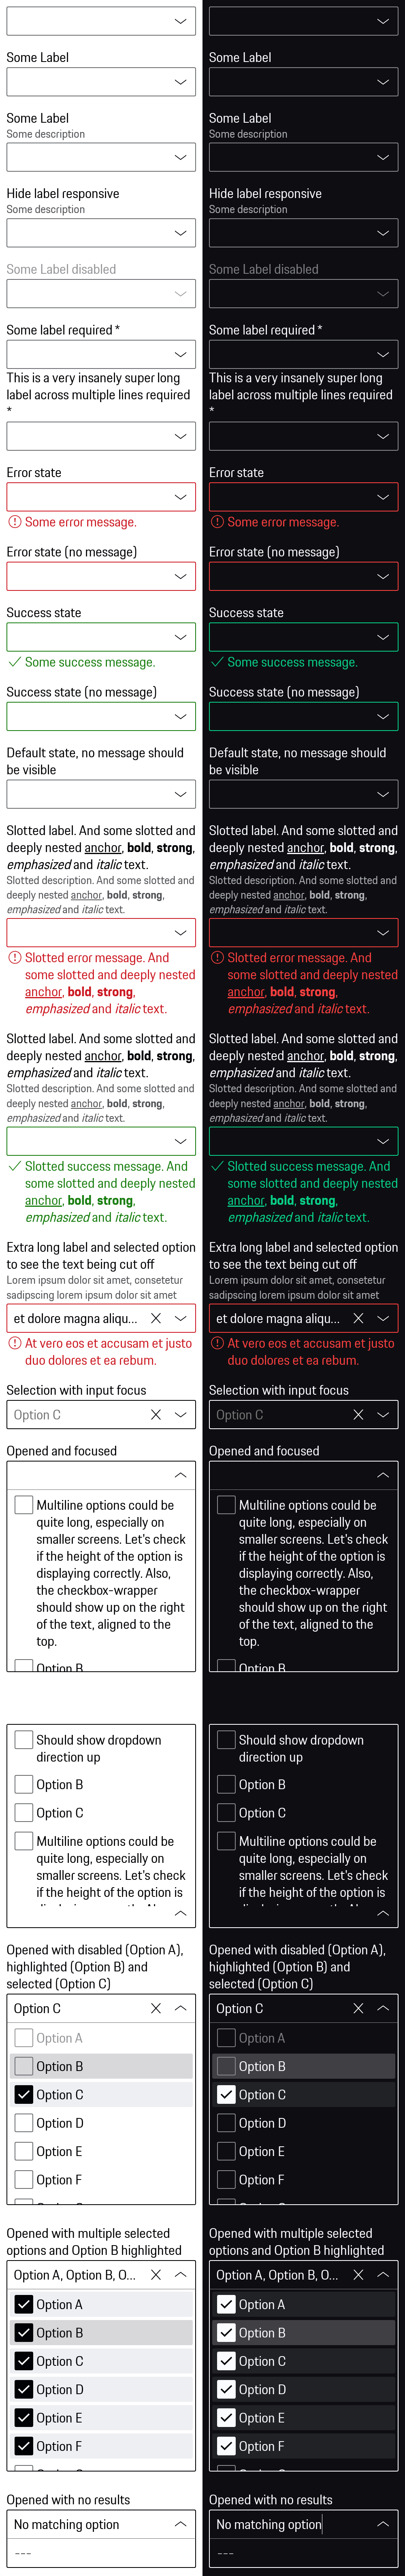 Some Label
Some Label
Some description
Hide label responsive
Some description
Some Label disabled
Some label required *
This is a very insanely super long
label across multiple lines required
*
Error state
Some error message.
Error state (no message)
Success state
Some success message.
Success state (no message)
Default state, no message should
be visible
Slotted label. And some slotted and
deeply nested anchor, bold, strong,
emphasized and italic text.
Slotted description. And some slotted and
deeply nested anchor, bold, strong,
emphasized and italic text.
Slotted error message. And
some slotted and deeply nested
anchor, bold, strong,
emphasized and italic text.
Slotted label. And some slotted and
deeply nested anchor, bold, strong,
emphasized and italic text.
Slotted description. And some slotted and
deeply nested anchor, bold, strong,
emphasized and italic text.
Slotted success message. And
some slotted and deeply nested
anchor, bold, strong,
emphasized and italic text.
Extra long label and selected option
to see the text being cut off
Lorem ipsum dolor sit amet, consetetur
sadipscing lorem ipsum dolor sit amet
et dolore magna aliqu...
At vero eos et accusam et justo
duo dolores et ea rebum.
Selection with input focus
Option C
Opened and focused
Multiline options could be
quite long, especially on
smaller screens. Let's check
if the height of the option is
displaying correctly. Also,
the checkbox-wrapper
should show up on the right
of the text, aligned to the
top.
Option B
Should show dropdown
direction up
Option B
Option C
Multiline options could be
quite long, especially on
smaller screens. Let's check
if the height of the option is
Opened with disabled (Option A),
highlighted (Option B) and
selected (Option C)
Option C
Option A
Option B
Option C
Option D
Option E
Option F
Opened with multiple selected
options and Option B highlighted
Option A, Option B, O...
Option A
Option B
Option C
Option D
Option E
Option F
Opened with no results
No matching option
---
Some Label
Some Label
Some description
Hide label responsive
Some description
Some Label disabled
Some label required *
This is a very insanely super long
label across multiple lines required
*
Error state
Some error message.
Error state (no message)
Success state
Some success message.
Success state (no message)
Default state, no message should
be visible
Slotted label. And some slotted and
deeply nested anchor, bold, strong,
emphasized and italic text.
Slotted description. And some slotted and
deeply nested anchor, bold, strong,
emphasized and italic text.
Slotted error message. And
some slotted and deeply nested
anchor, bold, strong,
emphasized and italic text.
Slotted label. And some slotted and
deeply nested anchor, bold, strong,
emphasized and italic text.
Slotted description. And some slotted and
deeply nested anchor, bold, strong,
emphasized and italic text.
Slotted success message. And
some slotted and deeply nested
anchor, bold, strong,
emphasized and italic text.
Extra long label and selected option
to see the text being cut off
Lorem ipsum dolor sit amet, consetetur
sadipscing lorem ipsum dolor sit amet
et dolore magna aliqu...
At vero eos et accusam et justo
duo dolores et ea rebum.
Selection with input focus
Option C
Opened and focused
Multiline options could be
quite long, especially on
smaller screens. Let's check
if the height of the option is
displaying correctly. Also,
the checkbox-wrapper
should show up on the right
of the text, aligned to the
top.
Option B
Should show dropdown
direction up
Option B
Option C
Multiline options could be
quite long, especially on
smaller screens. Let's check
if the height of the option is
Opened with disabled (Option A),
highlighted (Option B) and
selected (Option C)
Option C
Option A
Option B
Option C
Option D
Option E
Option F
Opened with multiple selected
options and Option B highlighted
Option A, Option B, O...
Option A
Option B
Option C
Option D
Option E
Option F
Opened with no results
No matching option
---